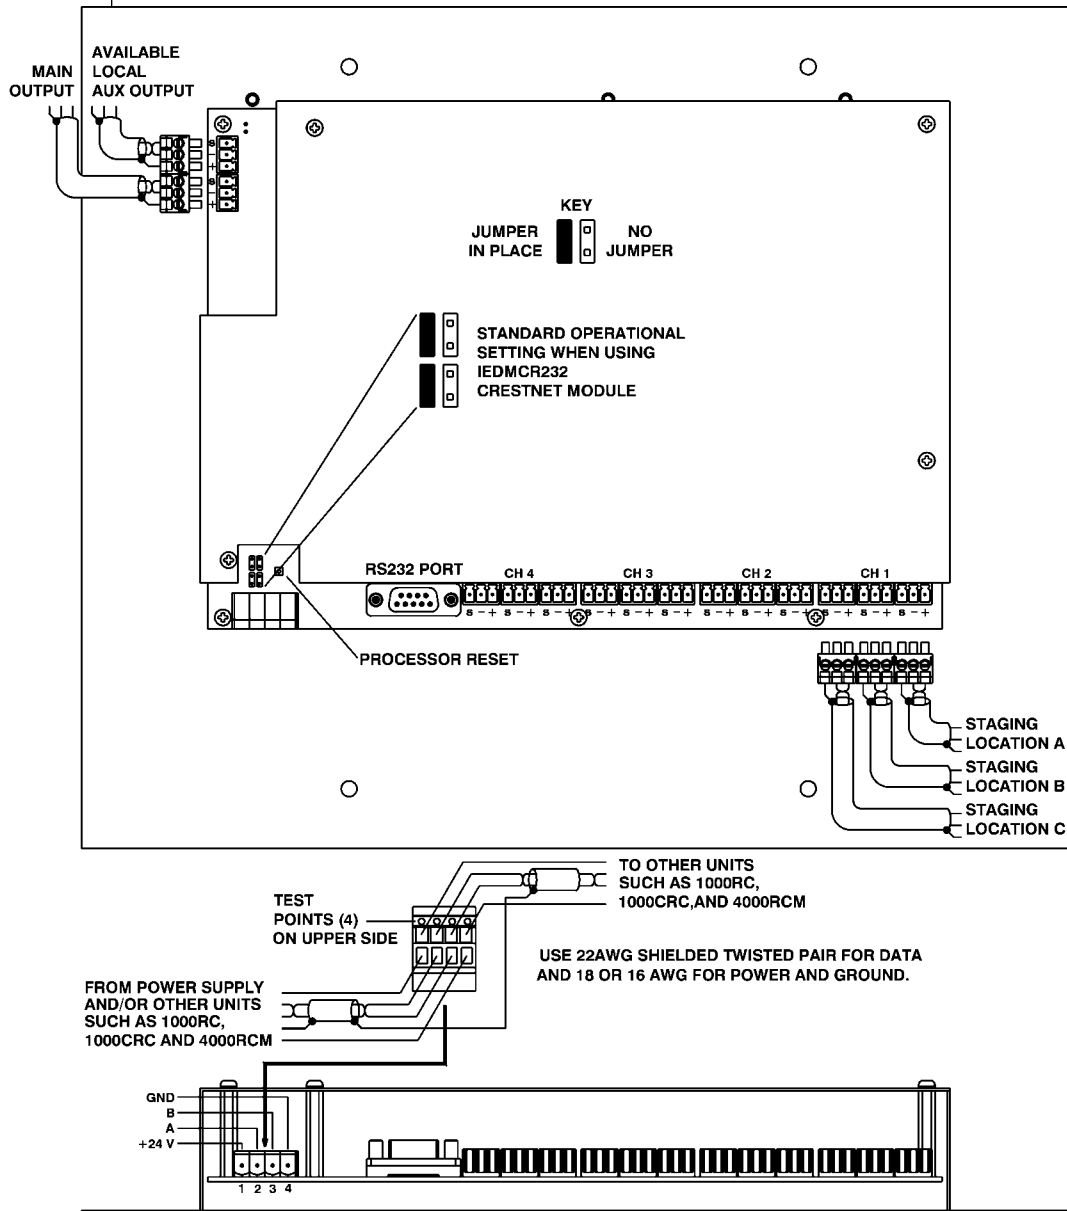 MAIN
OUTPUT
AVAILABLE
LOCAL
AUX OUTPUT
S
-
+
S
-
+
KEY
JUMPER
IN PLACE
NO
JUMPER
STANDARD OPERATIONAL
SETTING WHEN USING
IEDMCR232
CRESTNET MODULE
RS232 PORT
CH 4
CH 3
CH 2
CH 1
S - + S - + S - + S - + S - + S - + S - + S - + S - + S - + S - + S - +
PROCESSOR RESET
STAGING
LOCATION A
STAGING
LOCATION B
STAGING
LOCATION C
TO OTHER UNITS
SUCH AS 1000RC,
1000CRC,AND 4000RCM
TEST
POINTS (4)
ON UPPER SIDE
USE 22AWG SHIELDED TWISTED PAIR FOR DATA
AND 18 OR 16 AWG FOR POWER AND GROUND.
FROM POWER SUPPLY
AND/OR OTHER UNITS
SUCH AS 1000RC,
1000CRC AND 4000RCM
GND
B
A
+24 V
1 2 3 4